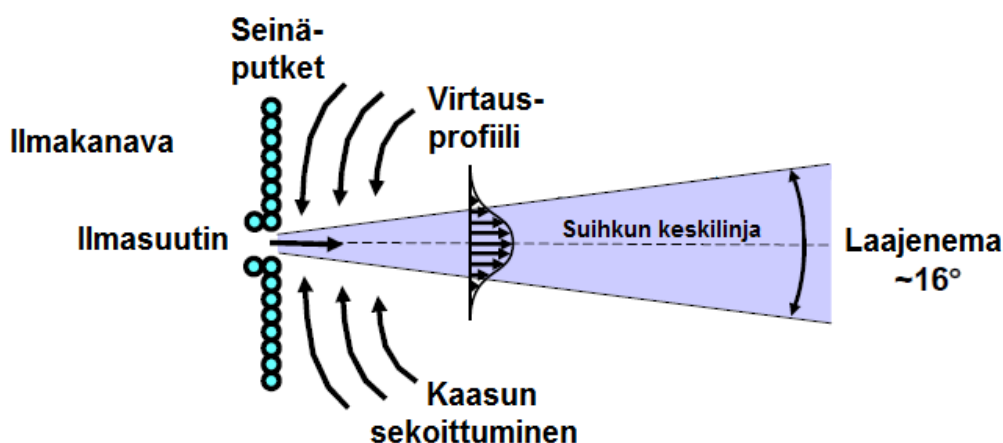 Seinä-
putket
Virtaus-
profiili
Ilmakanava
Ilmasuutin
Suihkun keskilinja
Laajenema
~16°
Kaasun
sekoittuminen